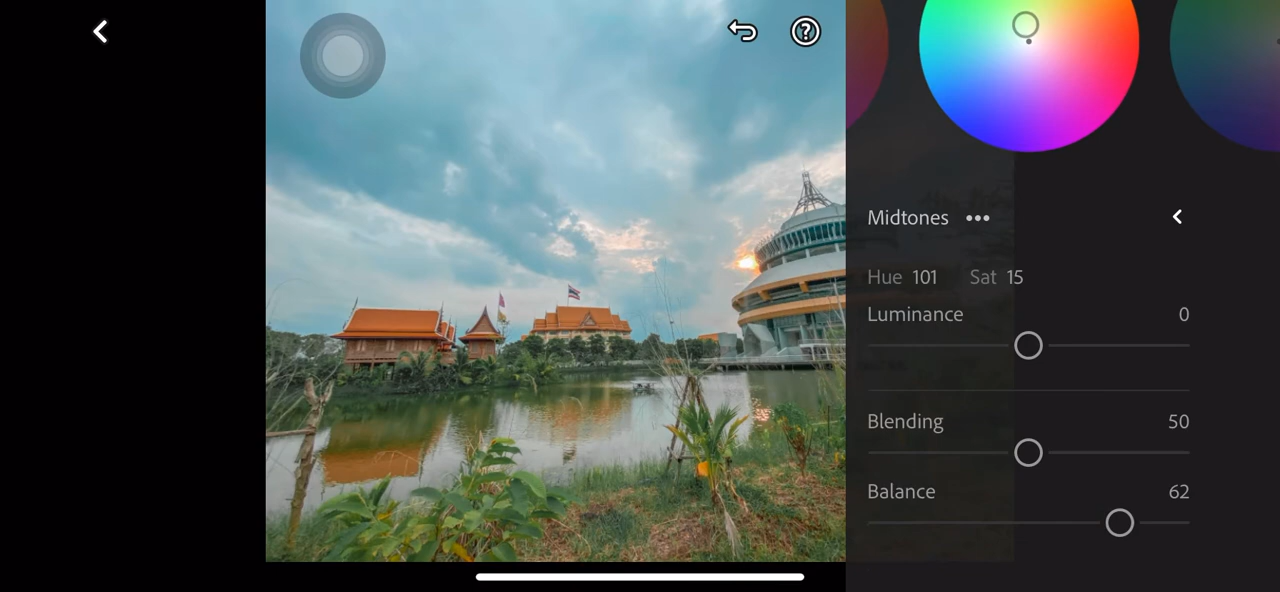 Midtones
Hue 101 Sat 15
Luminance 0
Blending 50
Balance 62